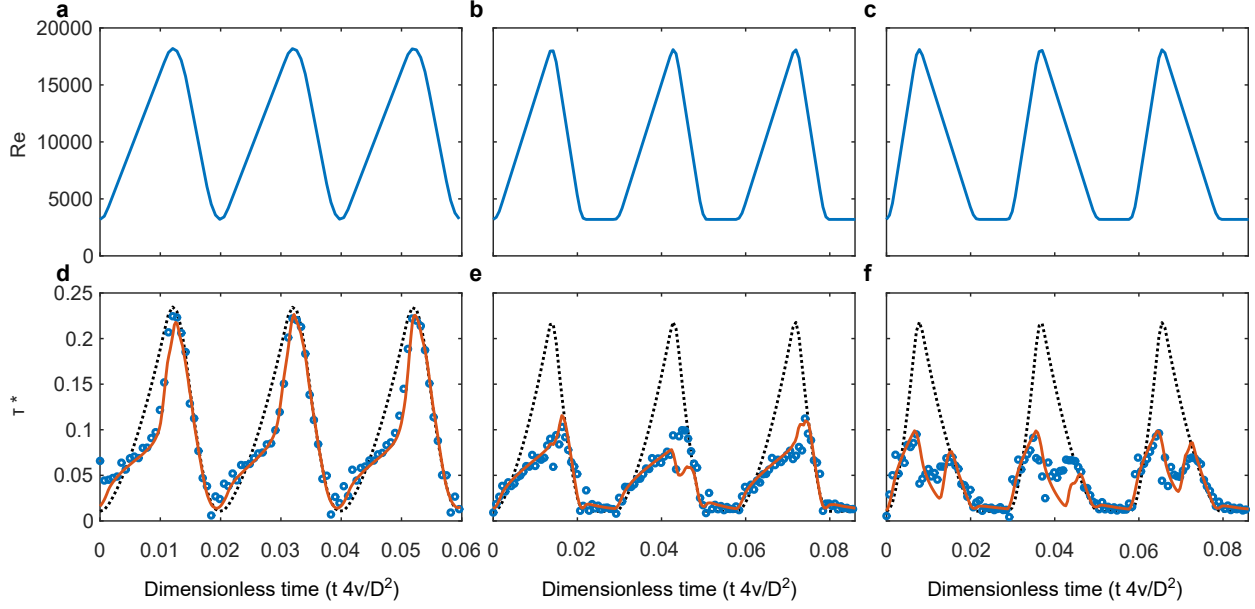 a b c
20000
15000
10000
5000
0
Re
d e f
0.25
0.2
0.15
0.1
0.05
0
τ *
0 0.01 0.02 0.03 0.04 0.05 0.06 0 0.02 0.04 0.06 0.08 0 0.02 0.04 0.06 0.08
Dimensionless time (t 4v/D²) Dimensionless time (t 4v/D²) Dimensionless time (t 4v/D²)